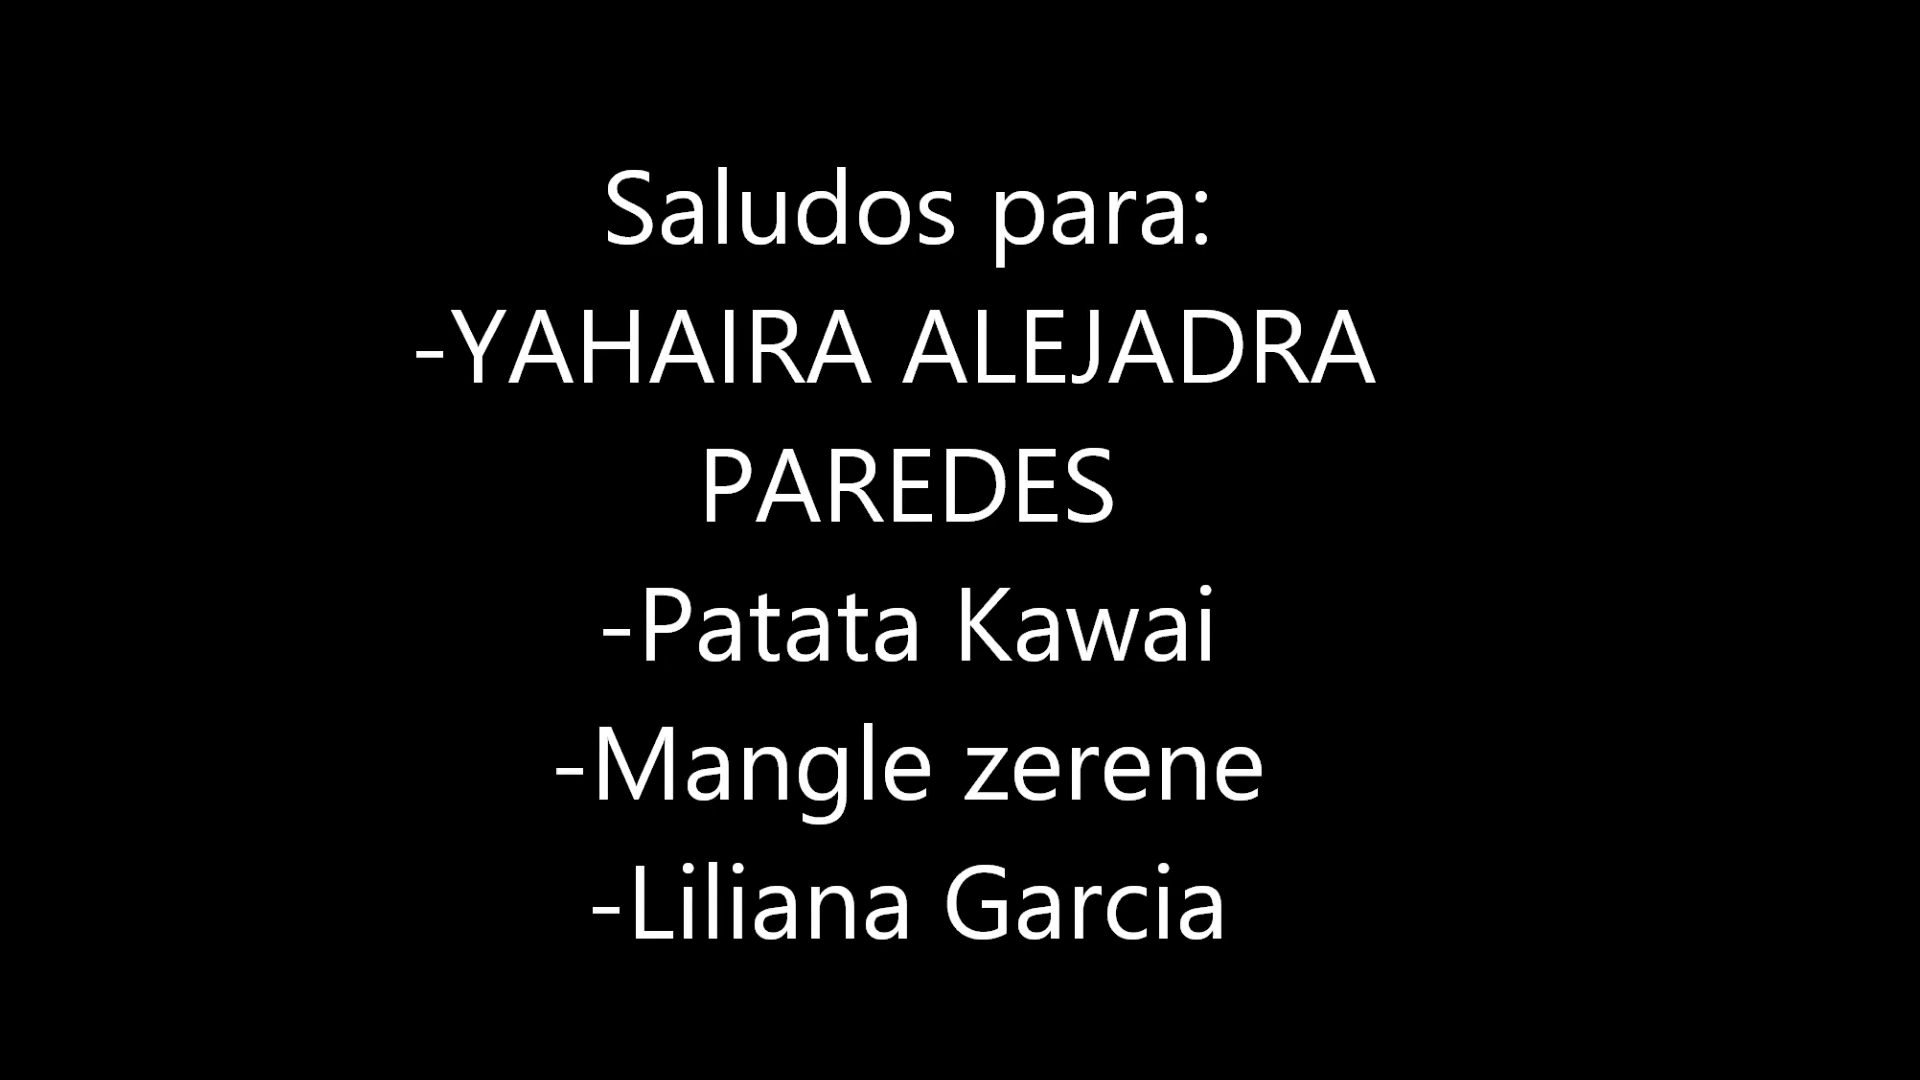 Saludos para:
-YAHAIRA ALEJADRA
PAREDES
-Patata Kawai
-Mangle zerene
-Liliana Garcia